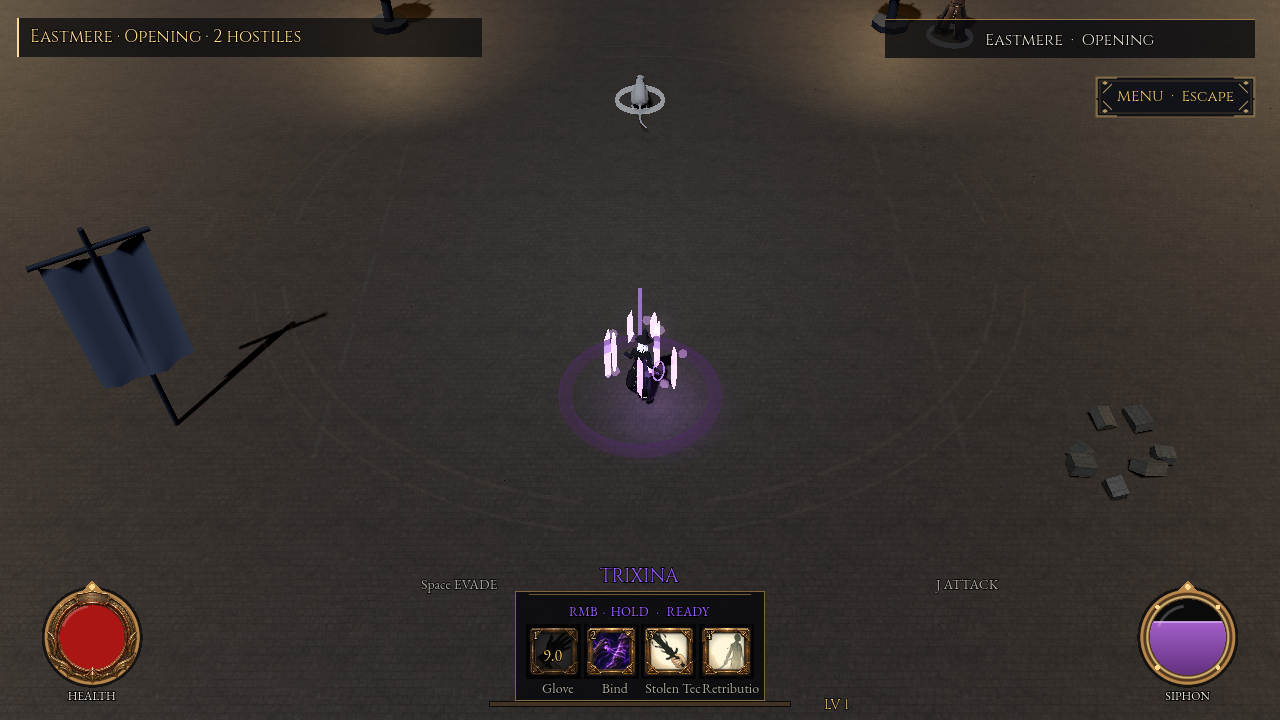 Eastmere · Opening · 2 hostiles
Eastmere · Opening
MENU · Escape
Space EVADE
TRIXINA
J ATTACK
RMB · HOLD · READY
1 2 4
9.0
Glove Bind Stolen Tec Retributio
HEALTH
SIPHON
LV 1